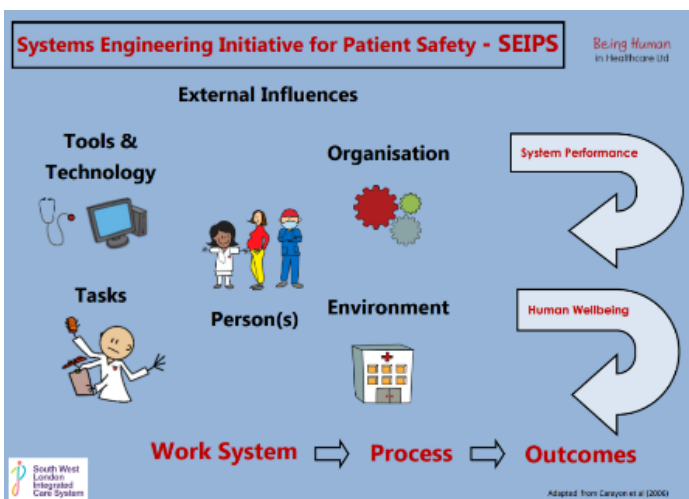 Systems Engineering Initiative for Patient Safety - SEIPS
Being Human
in Healthcare Ltd
External Influences
Tools &
Technology
Organisation
System Performance
Tasks
Person(s)
Environment
Human Wellbeing
Work System
Process
Outcomes
South West
London
Integrated
Care System
Adapted from Carayon et al (2006)